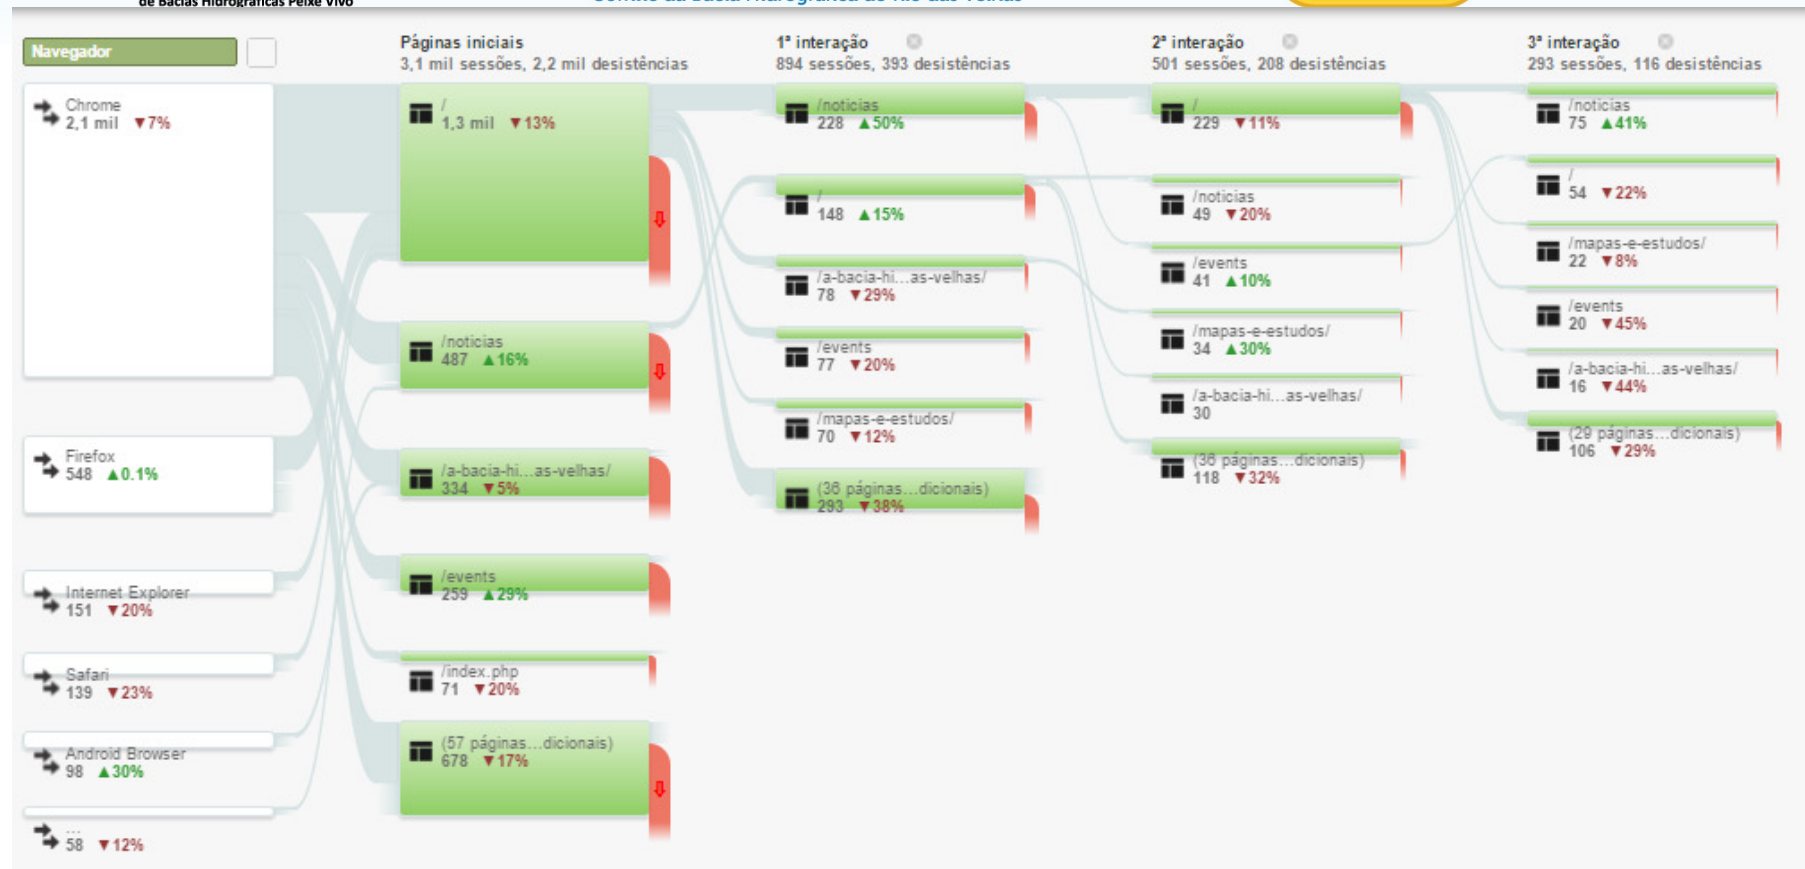 de Bacias Hidrográficas Peixe Vivo
Navegador
Chrome
2,1 mil ▼7%
Firefox
548 ▲0.1%
Internet Explorer
151 ▼20%
Safari
139 ▼23%
Android Browser
98 ▲30%
...
58 ▼12%
Páginas iniciais
3,1 mil sessões, 2,2 mil desistências
/
1,3 mil ▼13%
/noticias
487 ▲16%
/a-bacia-hi...as-velhas/
334 ▼5%
/events
259 ▲29%
/index.php
71 ▼20%
(57 páginas...dicionais)
678 ▼17%
1ª interação
894 sessões, 393 desistências
/noticias
228 ▲50%
/
148 ▲15%
/a-bacia-hi...as-velhas/
78 ▼29%
/events
77 ▼20%
/mapas-e-estudos/
70 ▼12%
(36 páginas...dicionais)
293 ▼38%
2ª interação
501 sessões, 208 desistências
/
229 ▼11%
/noticias
49 ▼20%
/events
41 ▲10%
/mapas-e-estudos/
34 ▲30%
/a-bacia-hi...as-velhas/
30
(36 páginas...dicionais)
118 ▼32%
3ª interação
293 sessões, 116 desistências
/noticias
75 ▲41%
/
54 ▼22%
/mapas-e-estudos/
22 ▼8%
/events
20 ▼45%
/a-bacia-hi...as-velhas/
16 ▼44%
(29 páginas...dicionais)
106 ▼29%